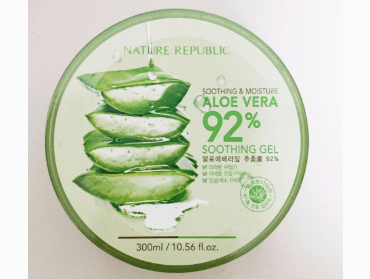 NATURE REPUBLIC
SOOTHING & MOISTURE
ALOE VERA
92%
SOOTHING GEL
알로에베라잎 추출물 92%
300ml / 10.56 fl.oz.